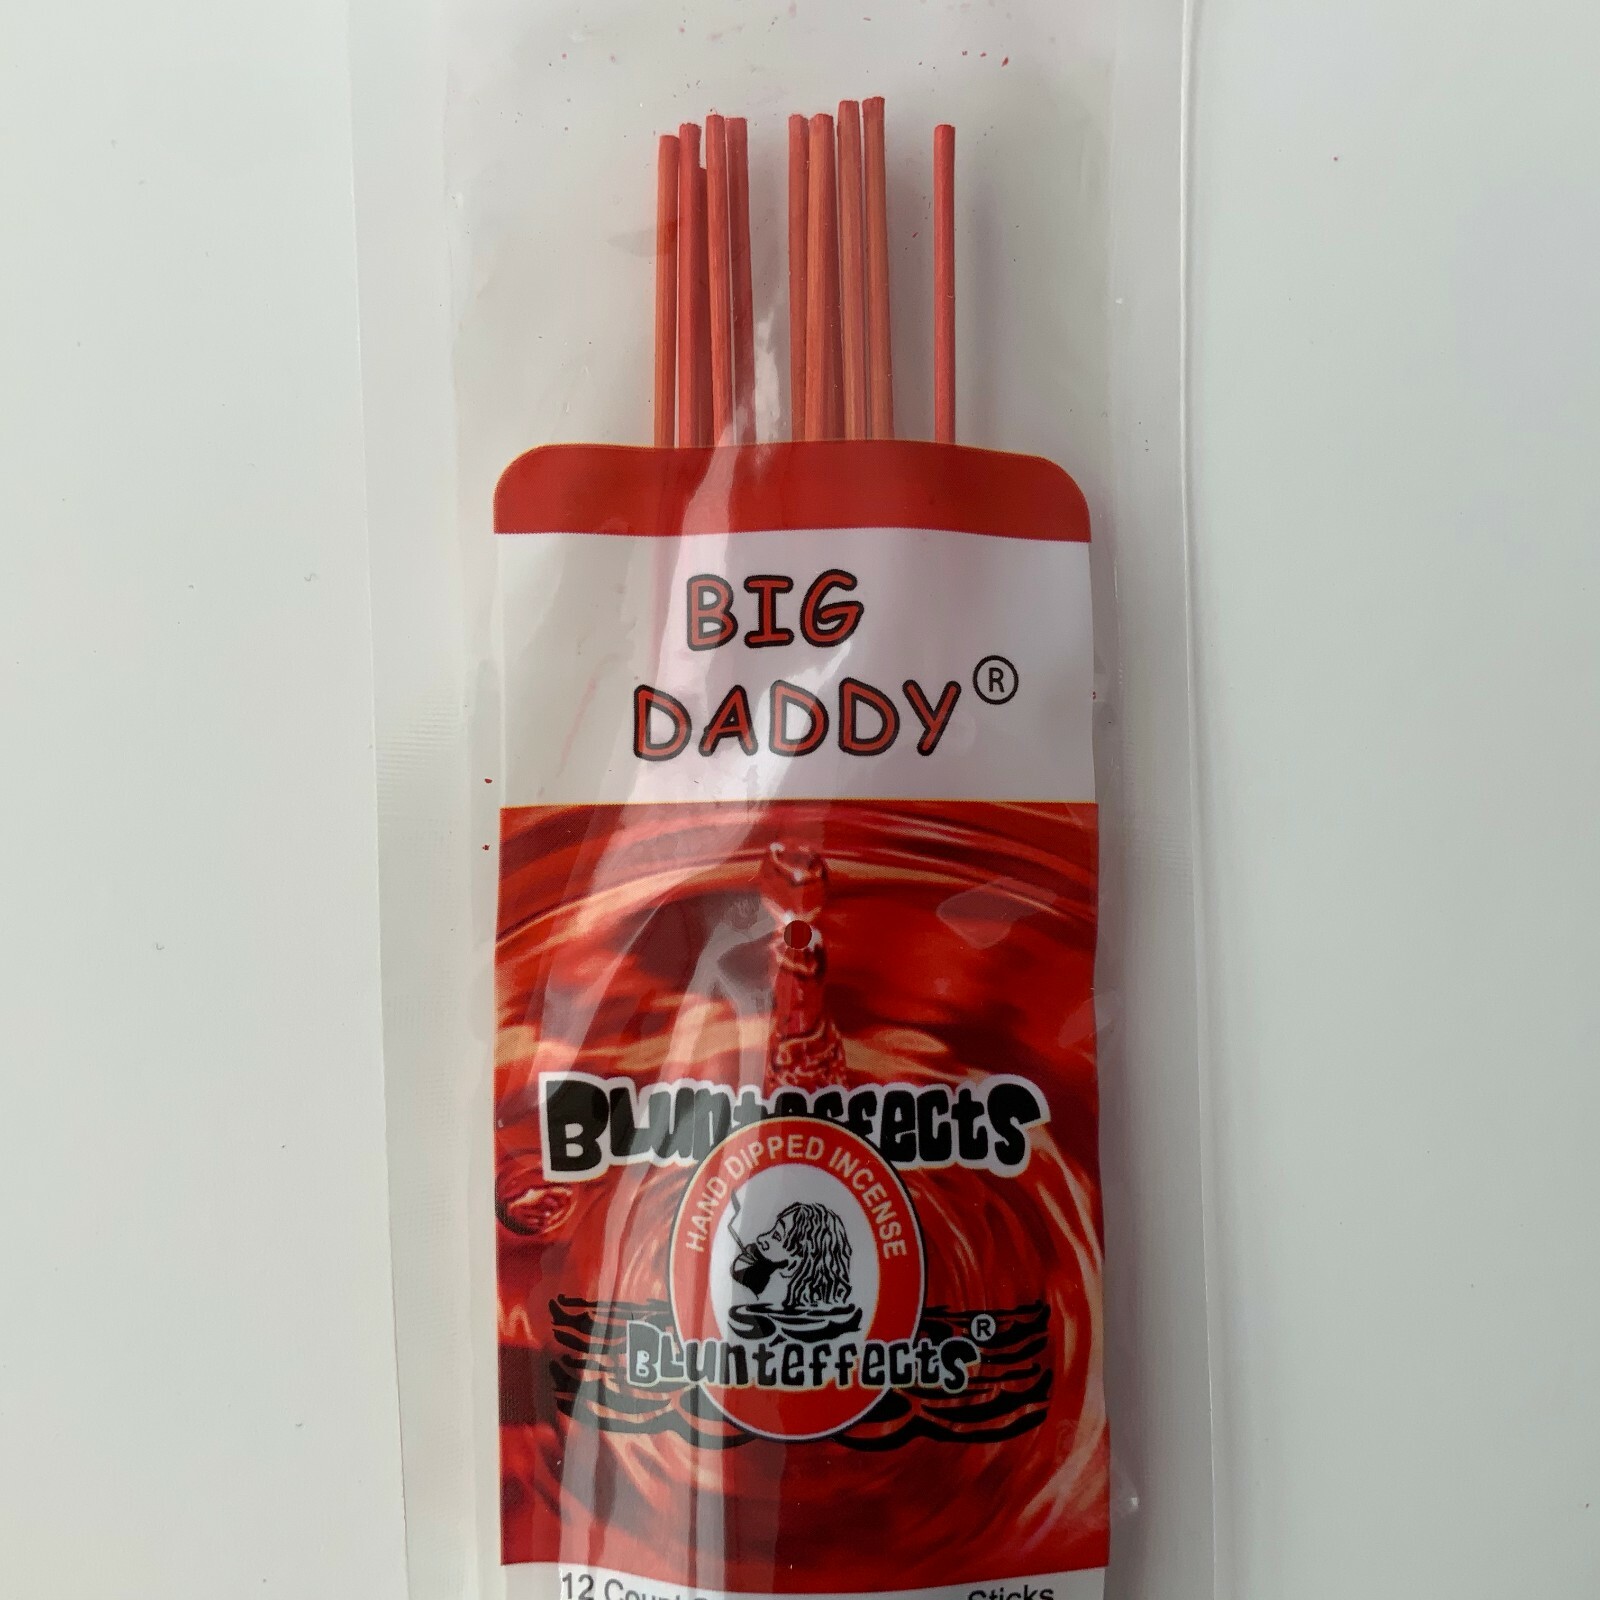 BIG
DADDY®
Blunteffects
HAND DIPPED INCENSE
Blunteffects®
12 Count Sticks